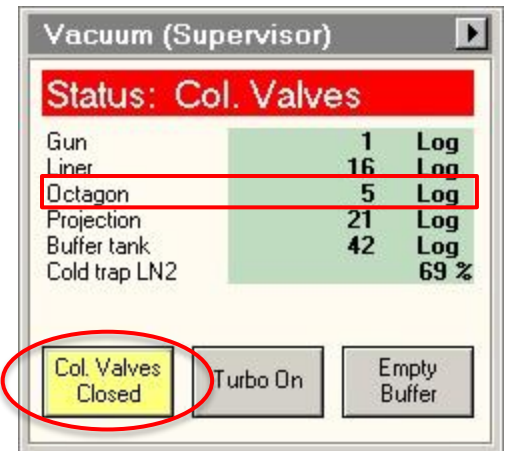 Vacuum (Supervisor)
Status: Col. Valves
Gun 1 Log
Liner 16 Log
Octagon 5 Log
Projection 21 Log
Buffer tank 42 Log
Cold trap LN2 69 %
Col. Valves
Closed
Turbo On
Empty
Buffer